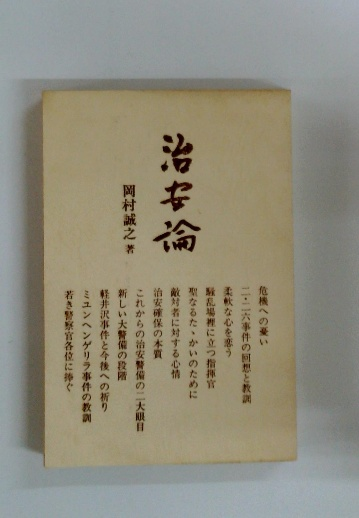 治安論
岡村誠之 著
危機への憂い
二・二六事件の回想と教訓
柔軟な心を恋う
騒乱場裡に立つ指揮官
聖なるたゝかいのために
敵対者に対する心情
治安確保の本質
これからの治安警備の二大眼目
新しい大警備の段階
軽井沢事件と今後への祈り
ミユンヘンゲリラ事件の教訓
若き警察官各位に捧ぐ